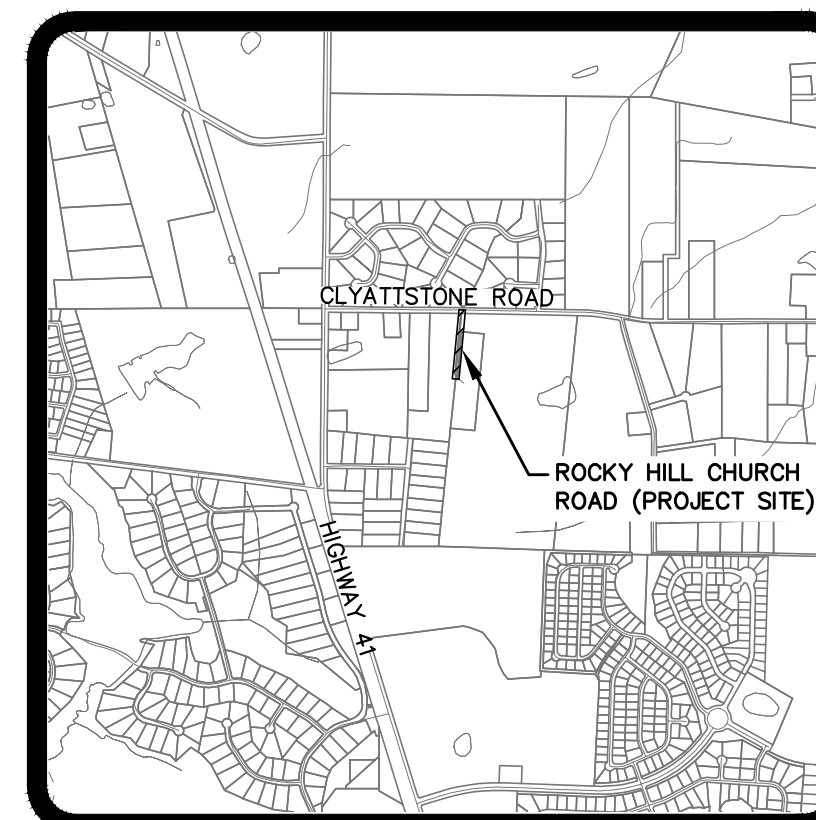 CLYATTSTONE ROAD
ROCKY HILL CHURCH
ROAD (PROJECT SITE)
HIGHWAY 41